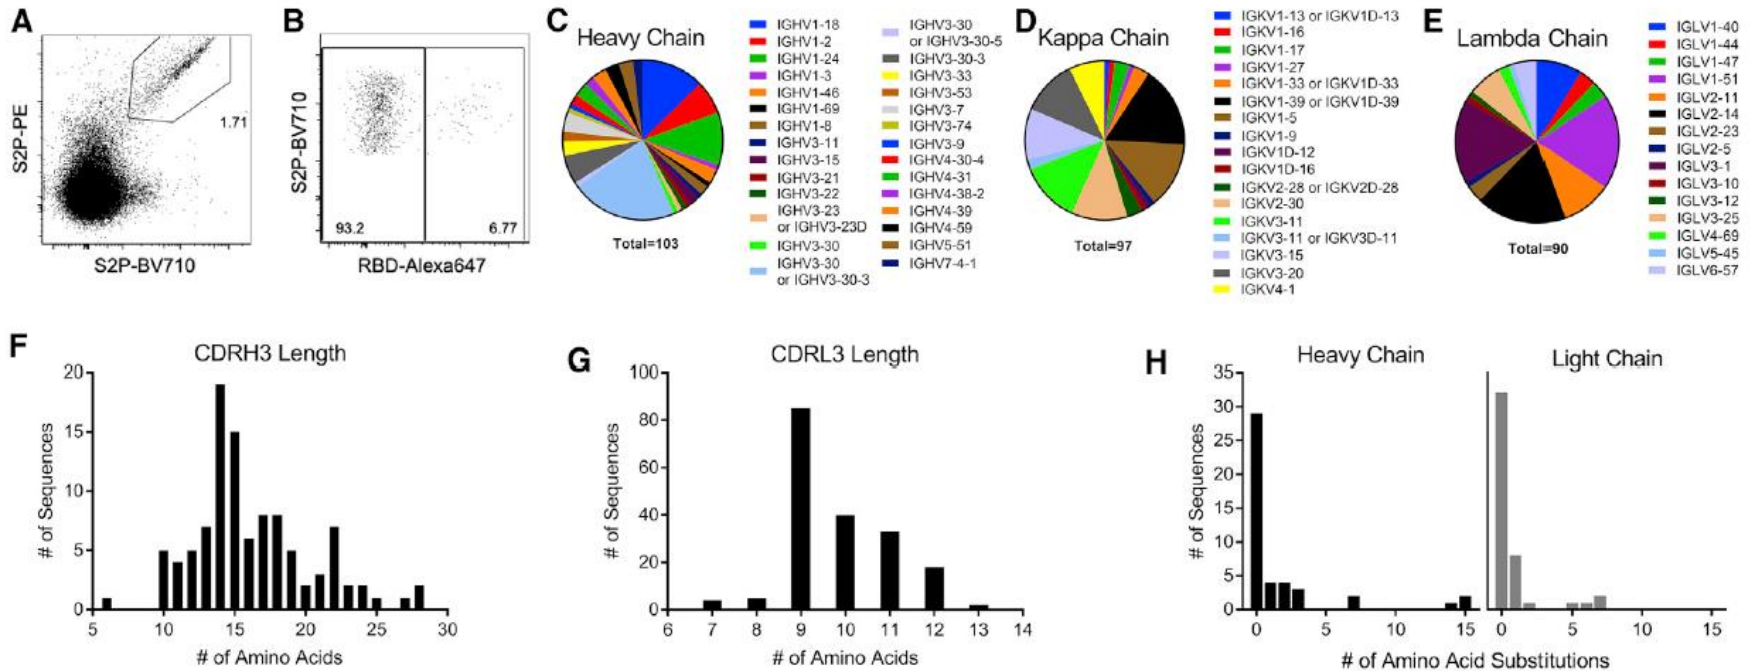 A
S2P-PE
1.71
S2P-BV710
B
S2P-BV710
93.2
6.77
RBD-Alexa647
C
Heavy Chain
Total=103
IGHV1-18
IGHV1-2
IGHV1-24
IGHV1-3
IGHV1-46
IGHV1-69
IGHV1-8
IGHV3-11
IGHV3-15
IGHV3-21
IGHV3-22
IGHV3-23
or IGHV3-23D
IGHV3-30
IGHV3-30
or IGHV3-30-3
IGHV3-30
or IGHV3-30-5
IGHV3-30-3
IGHV3-33
IGHV3-53
IGHV3-7
IGHV3-74
IGHV3-9
IGHV4-30-4
IGHV4-31
IGHV4-38-2
IGHV4-39
IGHV4-59
IGHV5-51
IGHV7-4-1
D
Kappa Chain
Total=97
IGKV1-13 or IGKV1D-13
IGKV1-16
IGKV1-17
IGKV1-27
IGKV1-33 or IGKV1D-33
IGKV1-39 or IGKV1D-39
IGKV1-5
IGKV1-9
IGKV1D-12
IGKV1D-16
IGKV2-28 or IGKV2D-28
IGKV2-30
IGKV3-11
IGKV3-11 or IGKV3D-11
IGKV3-15
IGKV3-20
IGKV4-1
E
Lambda Chain
Total=90
IGLV1-40
IGLV1-44
IGLV1-47
IGLV1-51
IGLV2-11
IGLV2-14
IGLV2-23
IGLV2-5
IGLV3-1
IGLV3-10
IGLV3-12
IGLV3-25
IGLV4-69
IGLV5-45
IGLV6-57
F
CDRH3 Length
# of Sequences
20
15
10
5
0
5 10 15 20 25 30
# of Amino Acids
G
CDRL3 Length
# of Sequences
100
80
60
40
20
0
6 7 8 9 10 11 12 13 14
# of Amino Acids
H
Heavy Chain
Light Chain
# of Sequences
35
30
25
20
15
10
5
0
0 5 10 15
0 5 10 15
# of Amino Acid Substitutions